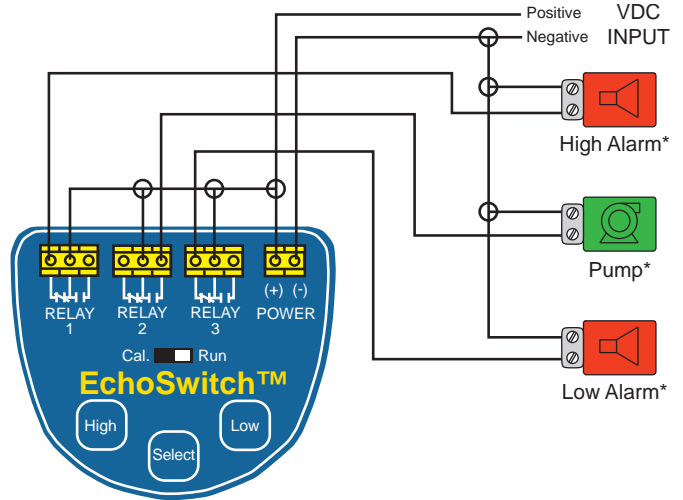 Positive VDC
Negative INPUT
High Alarm*
Pump*
(+) (-)
RELAY RELAY RELAY POWER
1 2 3
Cal. Run
EchoSwitch™
Low Alarm*
High Low
Select